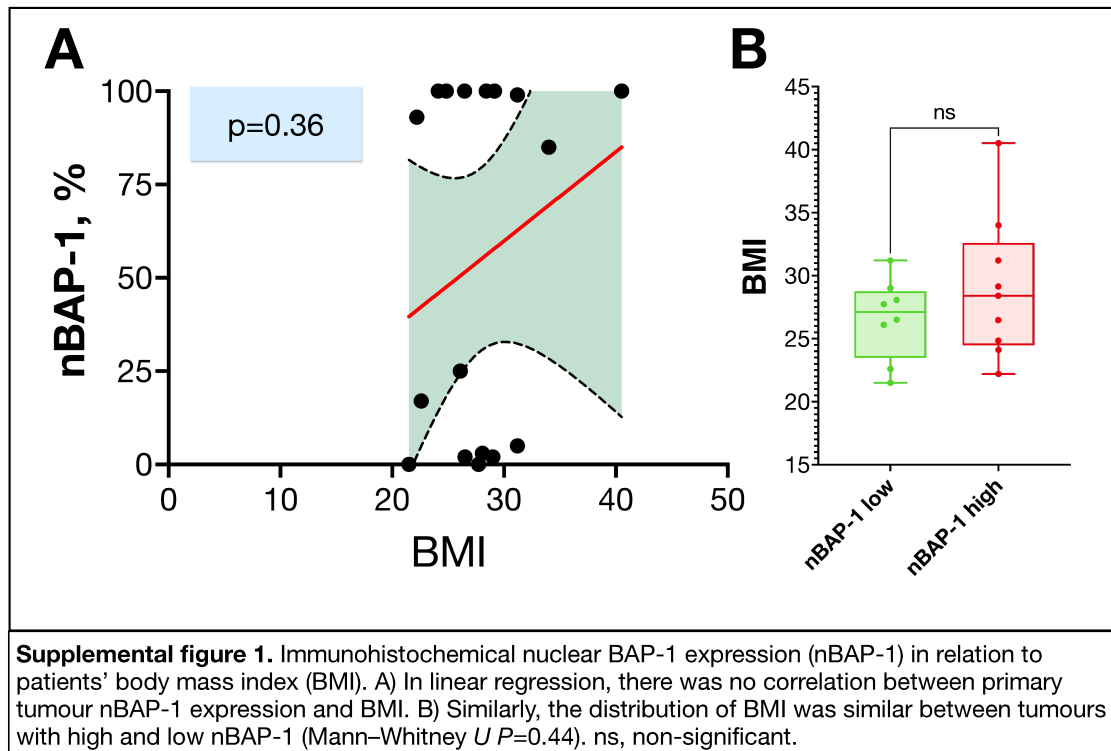 A
B
p=0.36
nBAP-1, %
100
75
50
25
0
0 10 20 30 40 50
BMI
BMI
45
40
35
30
25
20
15
ns
nBAP-1 low
nBAP-1 high
Supplemental figure 1. Immunohistochemical nuclear BAP-1 expression (nBAP-1) in relation to
patients’ body mass index (BMI). A) In linear regression, there was no correlation between primary
tumour nBAP-1 expression and BMI. B) Similarly, the distribution of BMI was similar between tumours
with high and low nBAP-1 (Mann–Whitney U P=0.44). ns, non-significant.